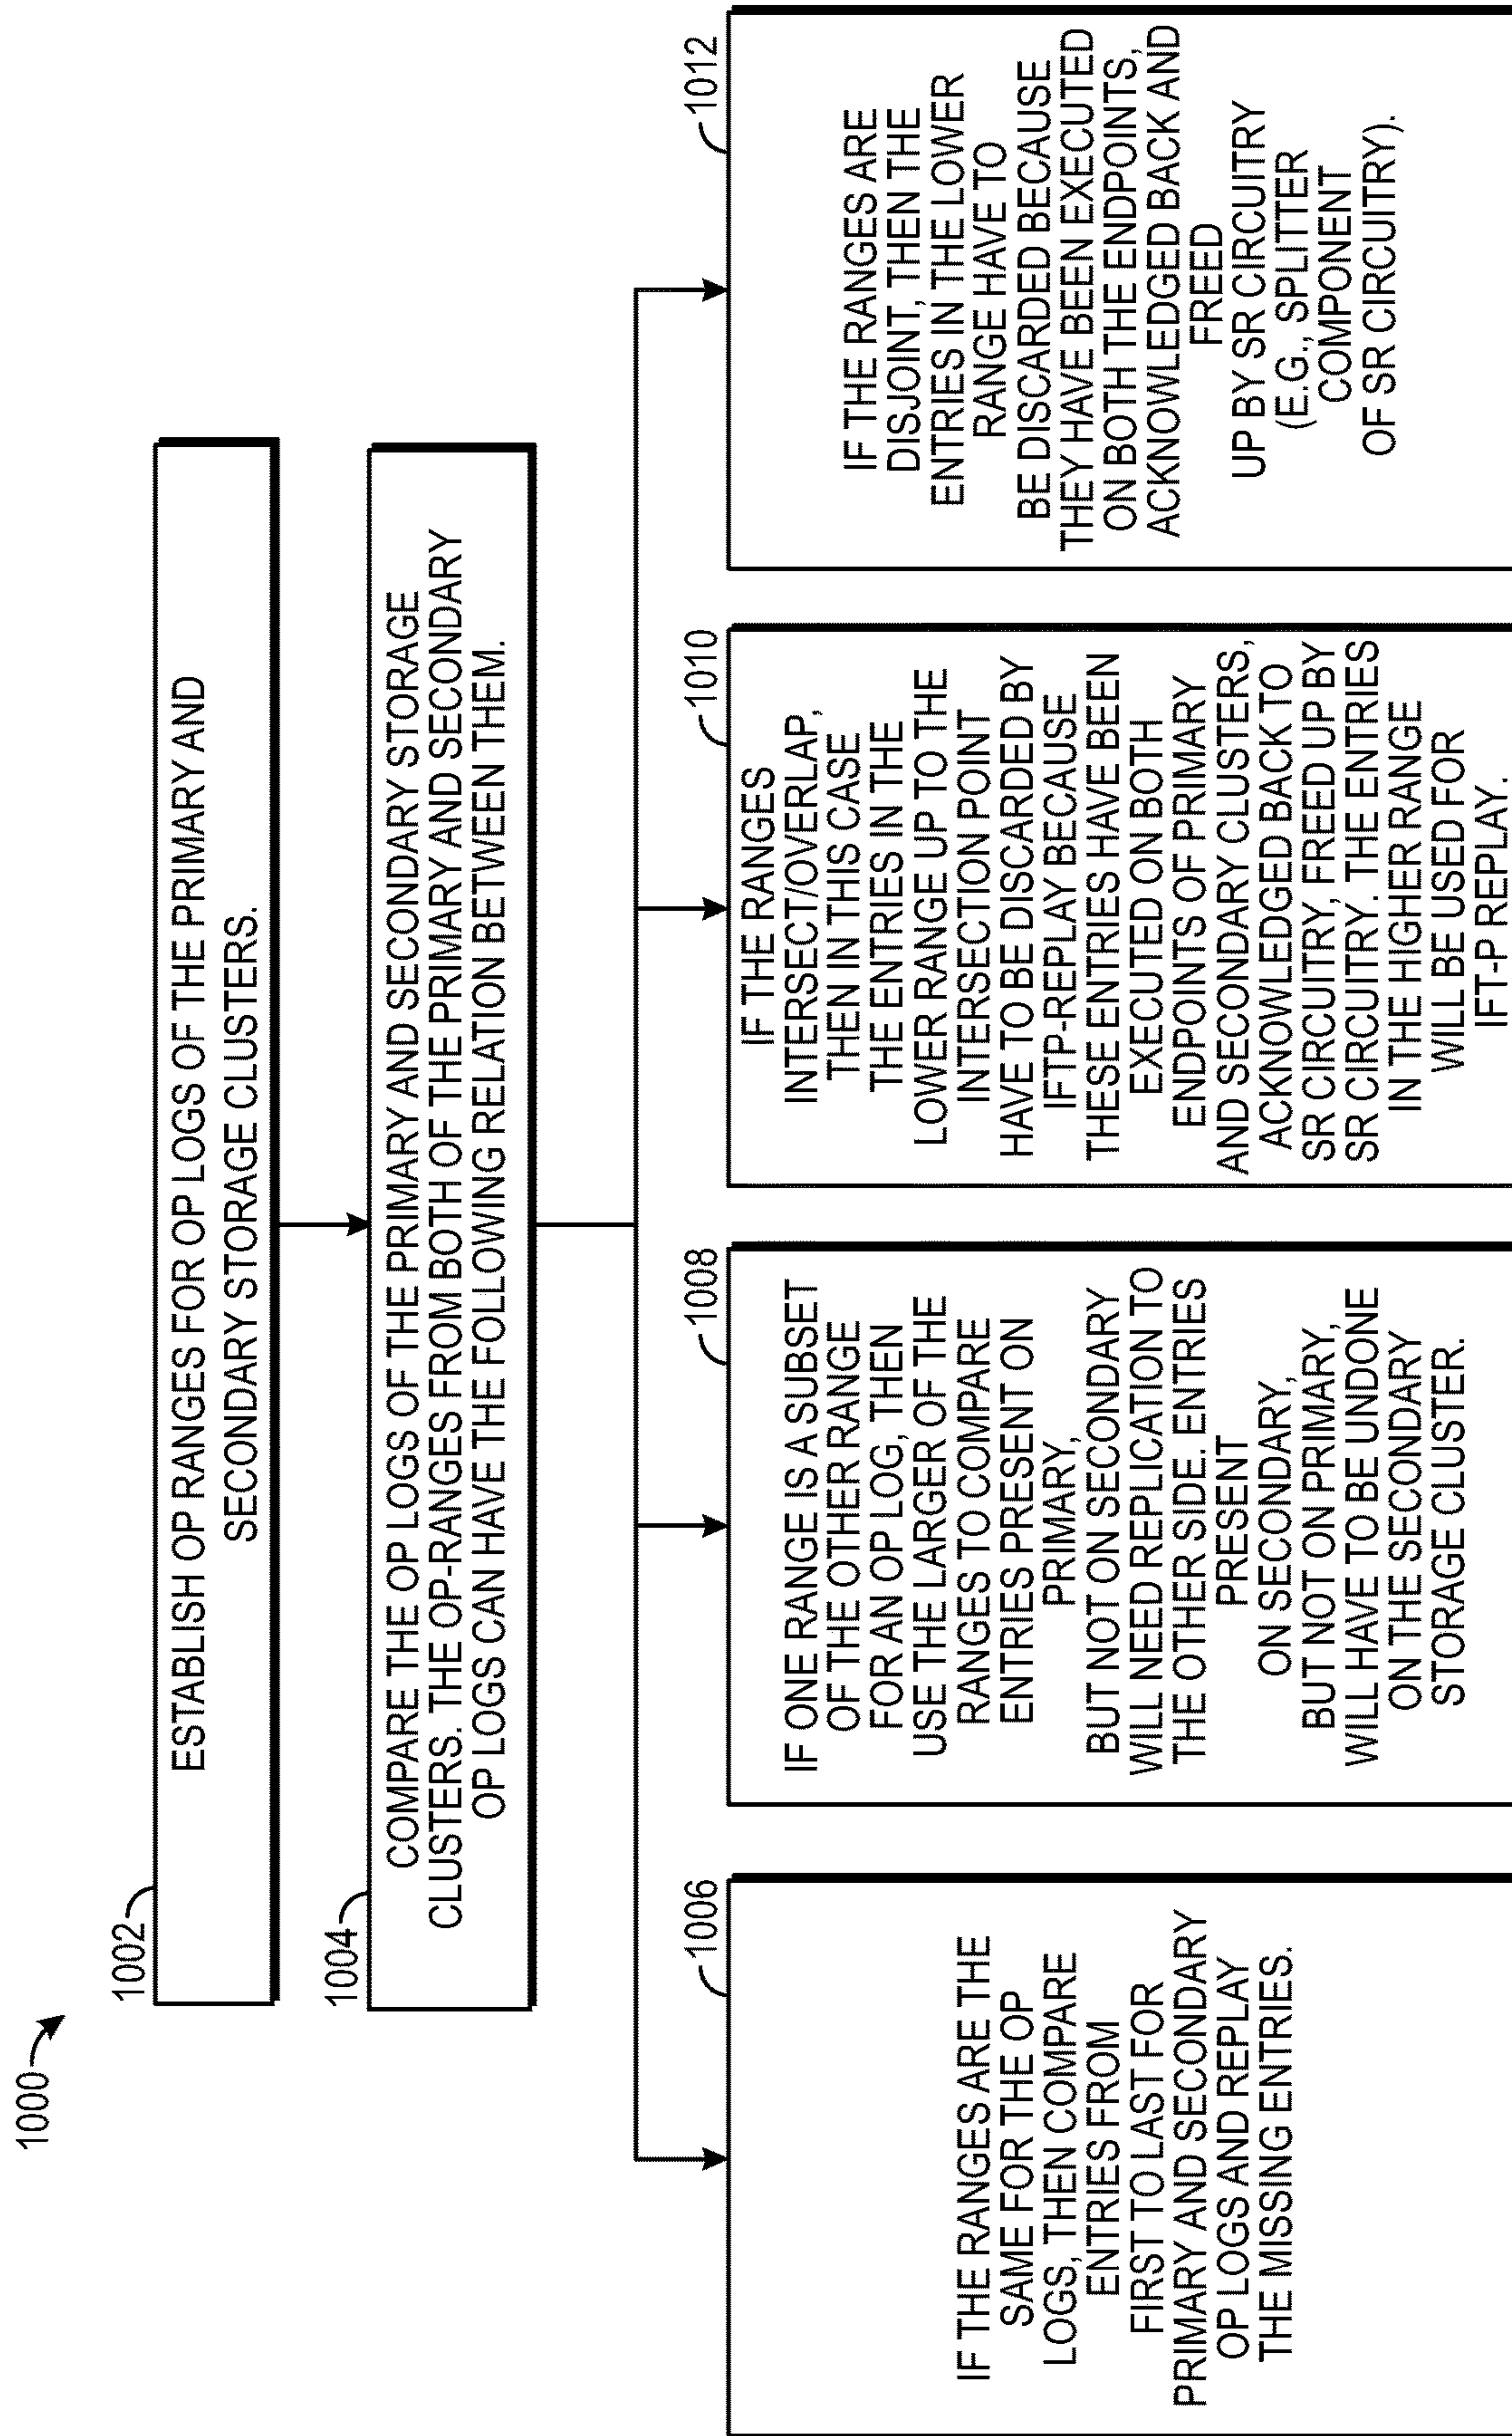 1000
1002
ESTABLISH OP RANGES FOR OP LOGS OF THE PRIMARY AND
SECONDARY STORAGE CLUSTERS.
1004
COMPARE THE OP LOGS OF THE PRIMARY AND SECONDARY STORAGE
CLUSTERS. THE OP-RANGES FROM BOTH OF THE PRIMARY AND SECONDARY
OP LOGS CAN HAVE THE FOLLOWING RELATION BETWEEN THEM.
1006
IF THE RANGES ARE THE
SAME FOR THE OP
LOGS, THEN COMPARE
ENTRIES FROM
FIRST TO LAST FOR
PRIMARY AND SECONDARY
OP LOGS AND REPLAY
THE MISSING ENTRIES.
1008
IF ONE RANGE IS A SUBSET
OF THE OTHER RANGE
FOR AN OP LOG, THEN
USE THE LARGER OF THE
RANGES TO COMPARE
ENTRIES PRESENT ON
PRIMARY,
BUT NOT ON SECONDARY
WILL NEED REPLICATION TO
THE OTHER SIDE. ENTRIES
PRESENT
ON SECONDARY,
BUT NOT ON PRIMARY,
WILL HAVE TO BE UNDONE
ON THE SECONDARY
STORAGE CLUSTER.
1010
IF THE RANGES
INTERSECT/OVERLAP,
THEN IN THIS CASE
THE ENTRIES IN THE
LOWER RANGE UP TO THE
INTERSECTION POINT
HAVE TO BE DISCARDED BY
IFTP-REPLAY BECAUSE
THESE ENTRIES HAVE BEEN
EXECUTED ON BOTH
ENDPOINTS OF PRIMARY
AND SECONDARY CLUSTERS,
ACKNOWLEDGED BACK TO
SR CIRCUITRY, FREED UP BY
SR CIRCUITRY. THE ENTRIES
IN THE HIGHER RANGE
WILL BE USED FOR
IFT-P REPLAY.
1012
IF THE RANGES ARE
DISJOINT, THEN THE
ENTRIES IN THE LOWER
RANGE HAVE TO
BE DISCARDED BECAUSE
THEY HAVE BEEN EXECUTED
ON BOTH THE ENDPOINTS,
ACKNOWLEDGED BACK AND
FREED
UP BY SR CIRCUITRY
(E.G., SPLITTER
COMPONENT
OF SR CIRCUITRY).